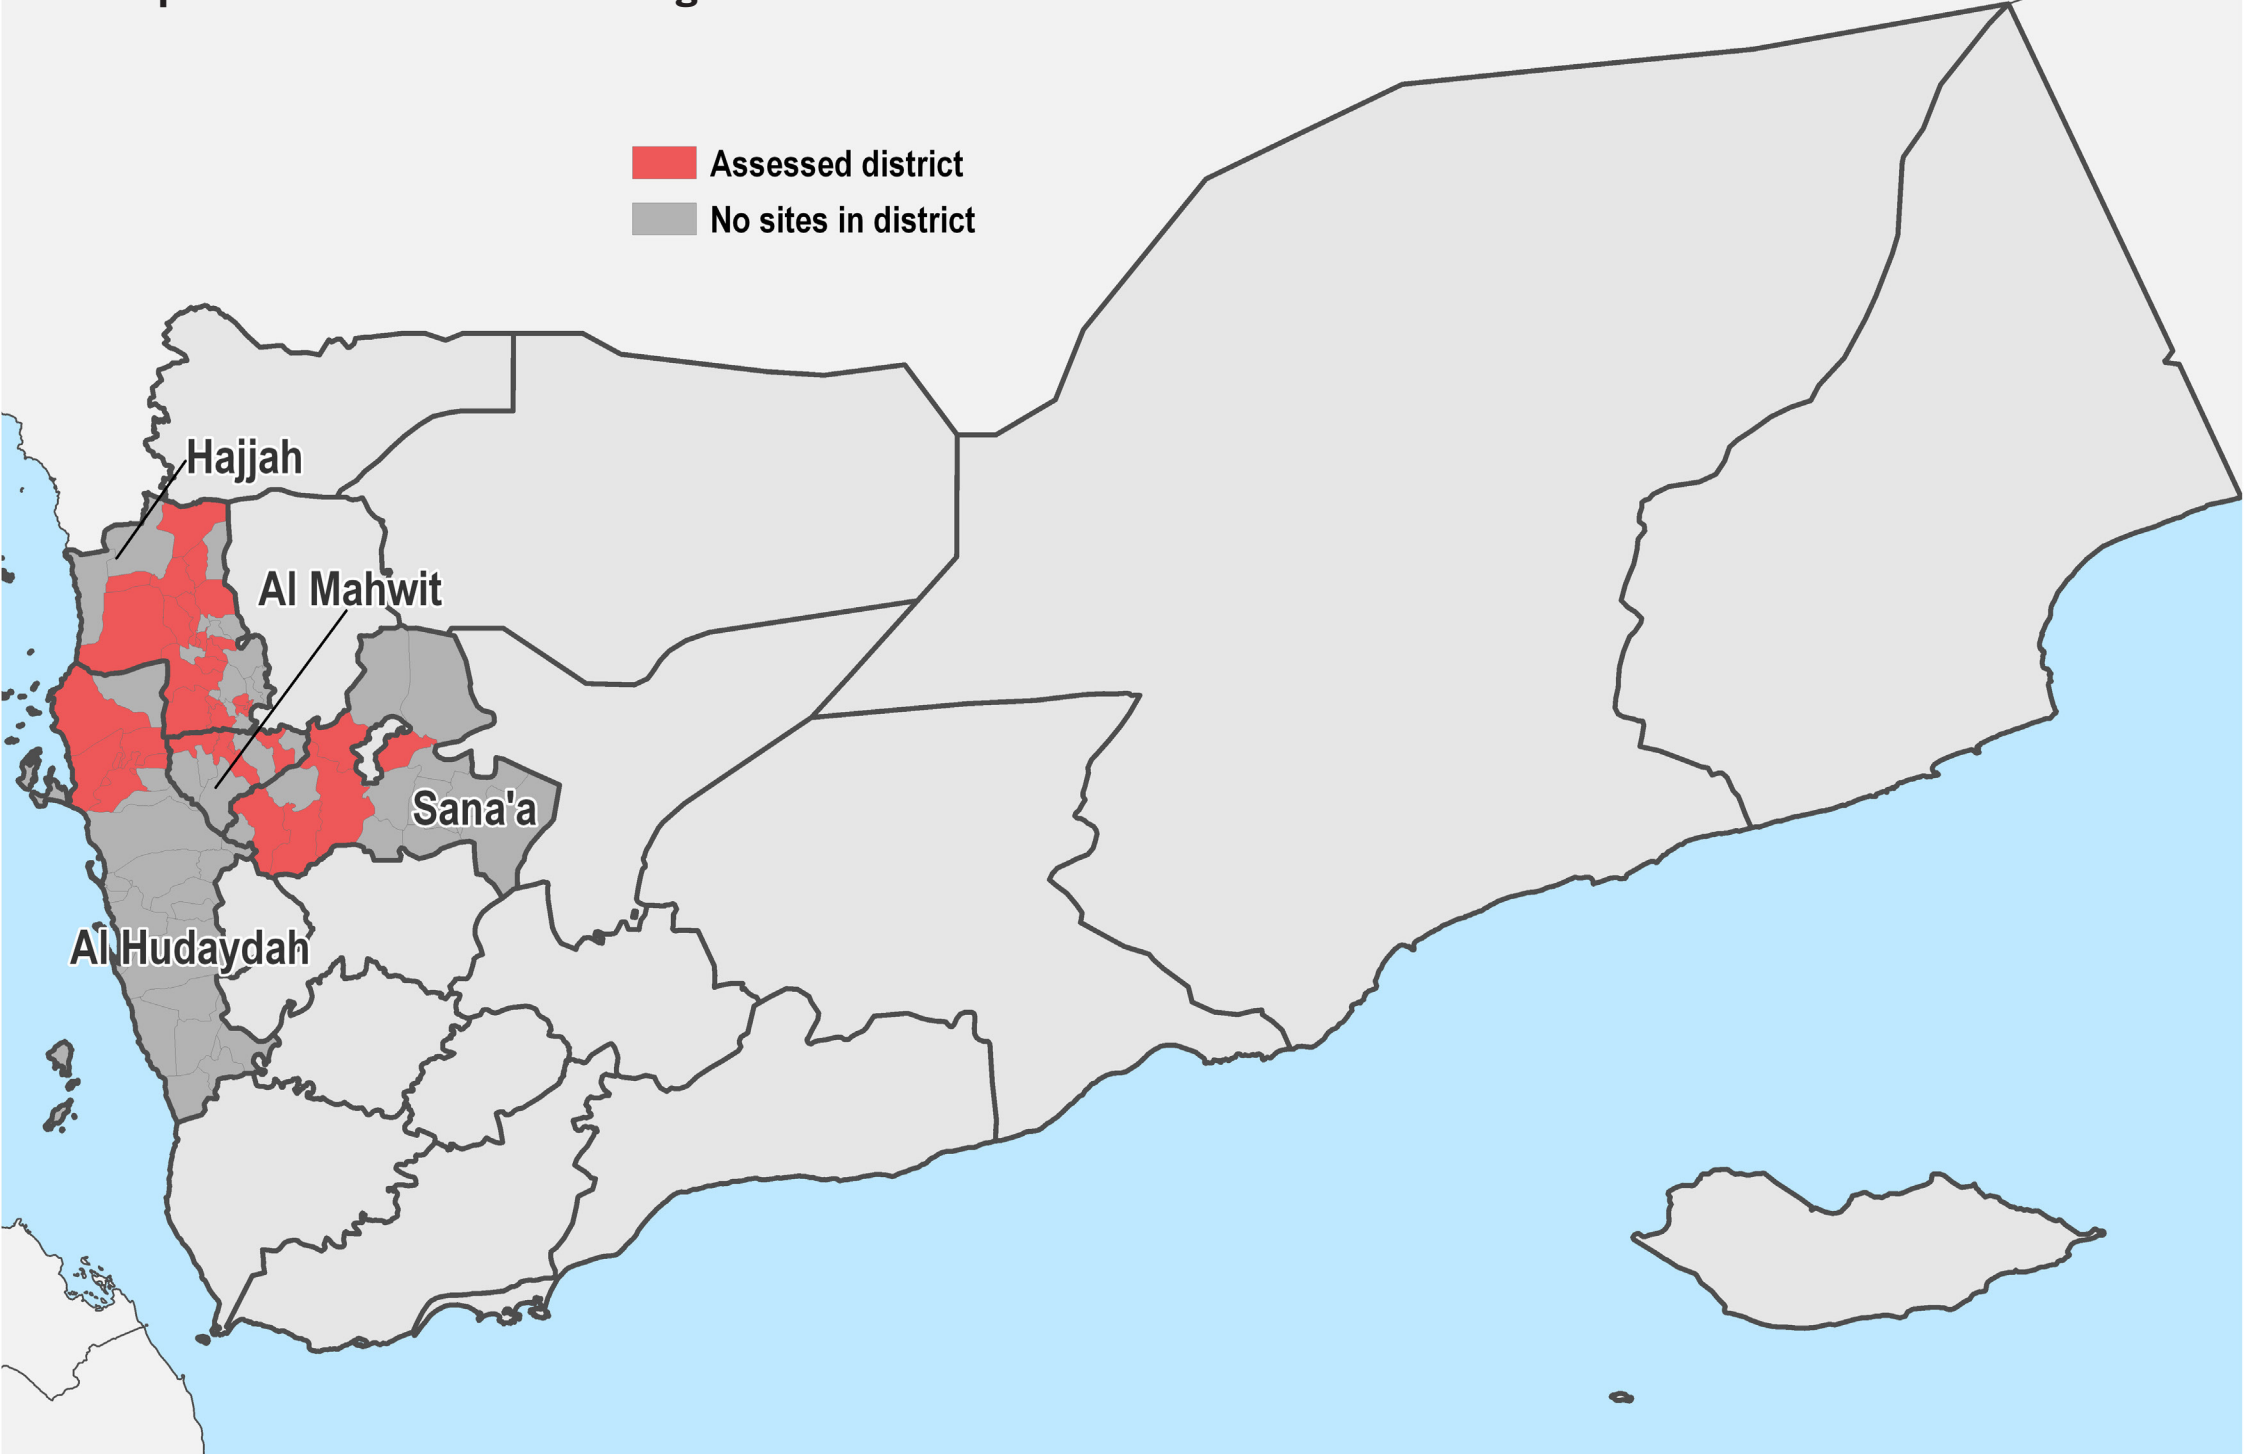 Assessed district
No sites in district
Hajjah
Al Mahwit
Sana'a
Al Hudaydah